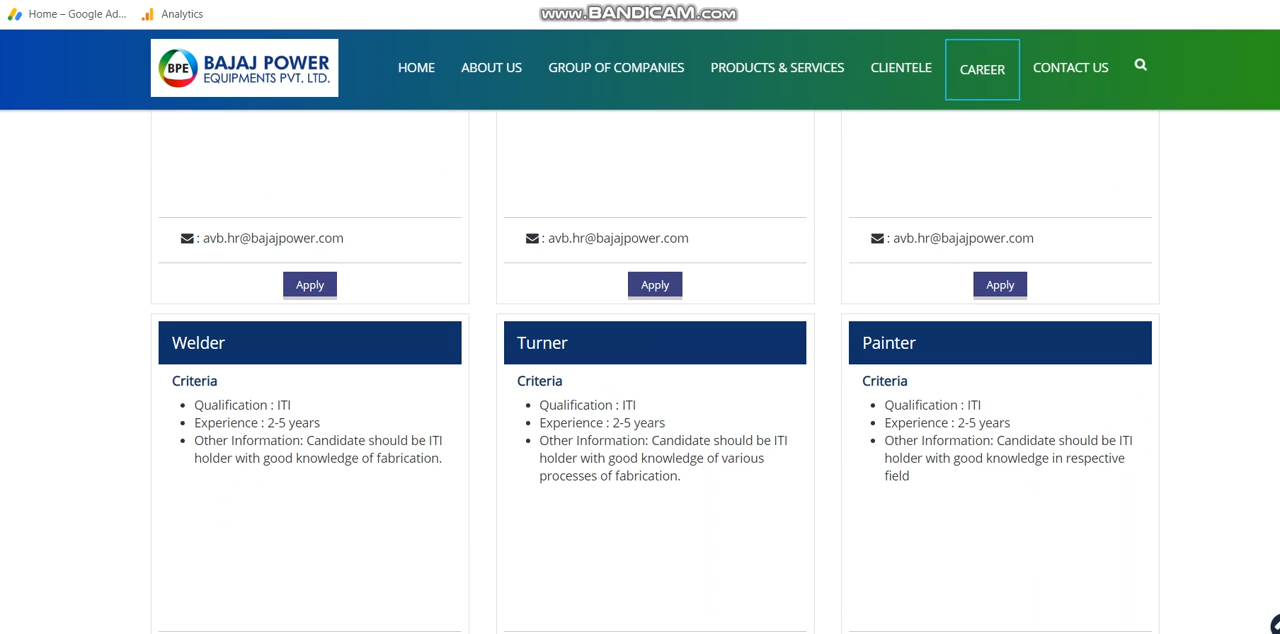 Home – Google Ad...
Analytics
www.BANDICAM.com
BPE
BAJAJ POWER
EQUIPMENTS PVT. LTD.
HOME
ABOUT US
GROUP OF COMPANIES
PRODUCTS & SERVICES
CLIENTELE
CAREER
CONTACT US
: avb.hr@bajajpower.com
: avb.hr@bajajpower.com
: avb.hr@bajajpower.com
Apply
Apply
Apply
Welder
Criteria
• Qualification : ITI
• Experience : 2-5 years
• Other Information: Candidate should be ITI
holder with good knowledge of fabrication.
Turner
Criteria
• Qualification : ITI
• Experience : 2-5 years
• Other Information: Candidate should be ITI
holder with good knowledge of various
processes of fabrication.
Painter
Criteria
• Qualification : ITI
• Experience : 2-5 years
• Other Information: Candidate should be ITI
holder with good knowledge in respective
field